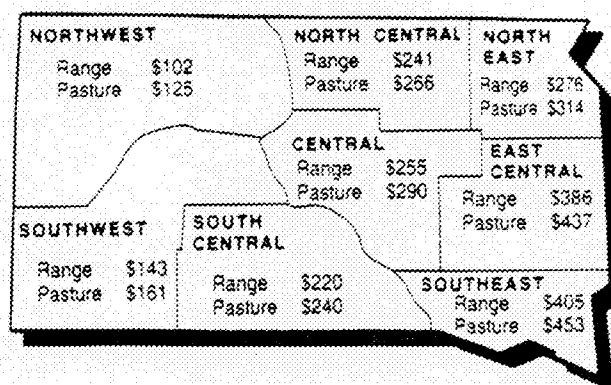 NORTHWEST
Range $102
Pasture $125
NORTH CENTRAL
Range $241
Pasture $266
NORTH
EAST
Range $276
Pasture $314
CENTRAL
Range $255
Pasture $290
EAST
CENTRAL
Range $386
Pasture $437
SOUTHWEST
Range $143
Pasture $161
SOUTH
CENTRAL
Range $220
Pasture $240
SOUTHEAST
Range $405
Pasture $453